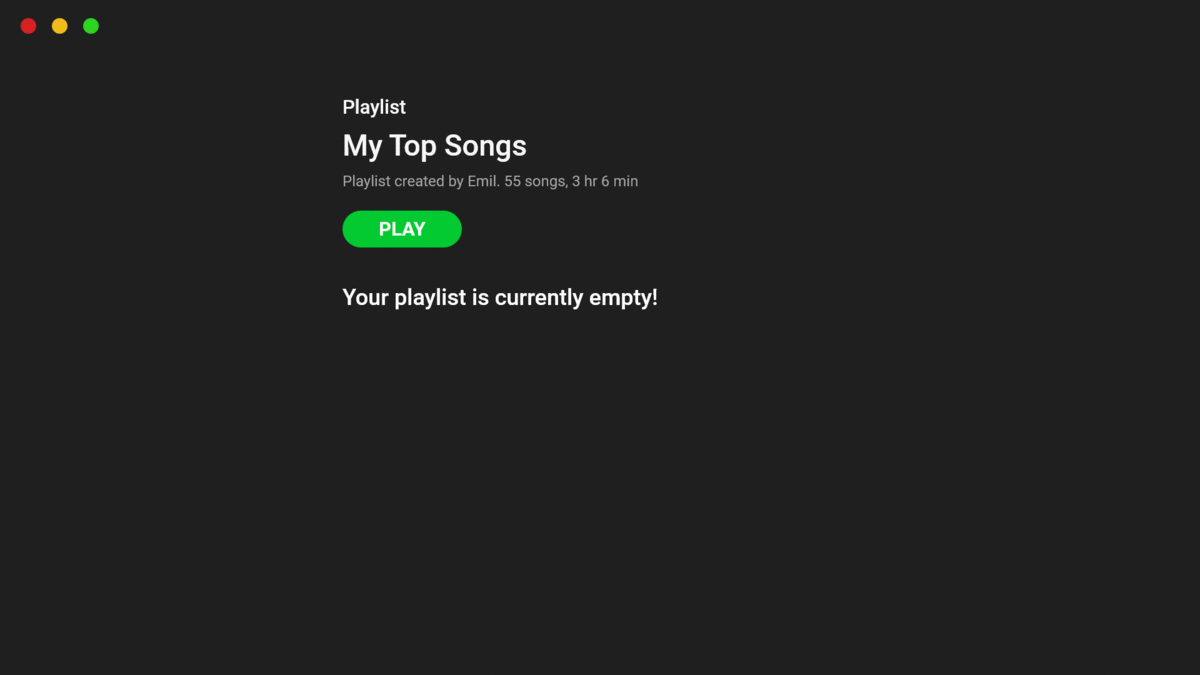 Playlist
My Top Songs
Playlist created by Emil. 55 songs, 3 hr 6 min
PLAY
Your playlist is currently empty!